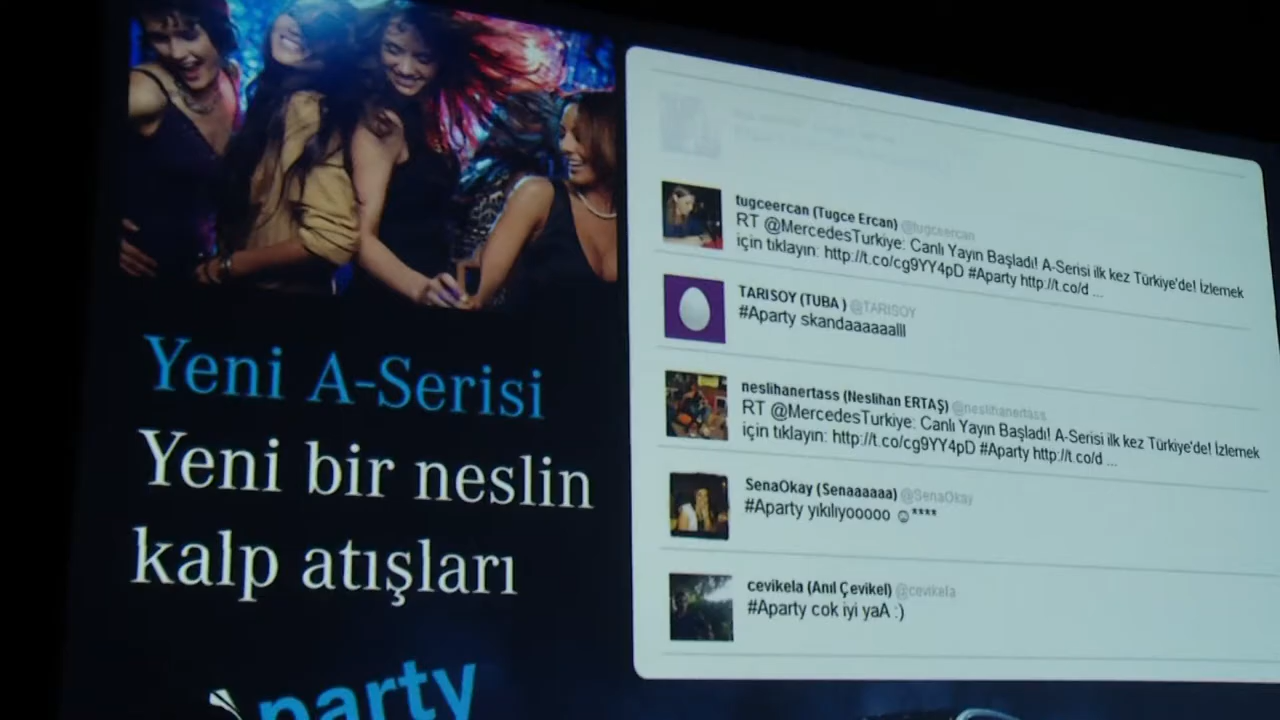 Yeni A-Serisi
Yeni bir neslin
kalp atışları
party
tugceercan (Tugce Ercan) @tugceercan
RT @MercedesTurkiye: Canlı Yayın Başladı! A-Serisi ilk kez Türkiye'de! İzlemek
için tıklayın: http://t.co/cg9YY4pD #Aparty http://t.co/d ...
TARISOY (TUBA ) @TARISOY
#Aparty skandaaaaaalll
neslihanertass (Neslihan ERTAŞ) @neslihanertass
RT @MercedesTurkiye: Canlı Yayın Başladı! A-Serisi ilk kez Türkiye'de! İzlemek
için tıklayın: http://t.co/cg9YY4pD #Aparty http://t.co/d ...
SenaOkay (Senaaaaaa) @SenaOkay
#Aparty yıkılıyooooo ☺****
cevikela (Anıl Çevikel) @cevikela
#Aparty cok iyi yaA :)